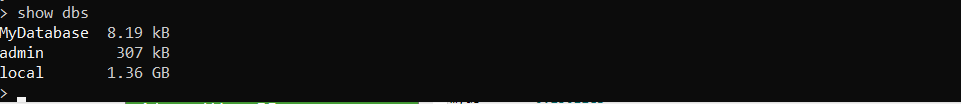 > show dbs
MyDatabase  8.19 kB
admin        307 kB
local       1.36 GB
>